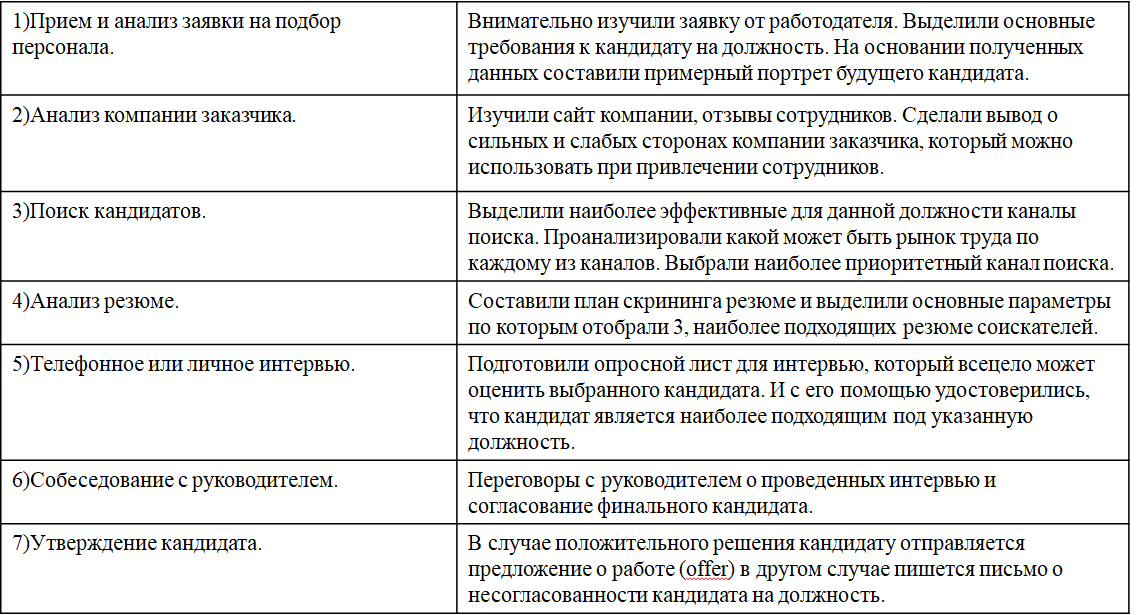 1)Прием и анализ заявки на подбор
персонала.
Внимательно изучили заявку от работодателя. Выделили основные
требования к кандидату на должность. На основании полученных
данных составили примерный портрет будущего кандидата.
2)Анализ компании заказчика.
Изучили сайт компании, отзывы сотрудников. Сделали вывод о
сильных и слабых сторонах компании заказчика, который можно
использовать при привлечении сотрудников.
3)Поиск кандидатов.
Выделили наиболее эффективные для данной должности каналы
поиска. Проанализировали какой может быть рынок труда по
каждому из каналов. Выбрали наиболее приоритетный канал поиска.
4)Анализ резюме.
Составили план скрининга резюме и выделили основные параметры
по которым отобрали 3, наиболее подходящих резюме соискателей.
5)Телефонное или личное интервью.
Подготовили опросной лист для интервью, который всецело может
оценить выбранного кандидата. И с его помощью удостоверились,
что кандидат является наиболее подходящим под указанную
должность.
6)Собеседование с руководителем.
Переговоры с руководителем о проведенных интервью и
согласование финального кандидата.
7)Утверждение кандидата.
В случае положительного решения кандидату отправляется
предложение о работе (offer) в другом случае пишется письмо о
несогласованности кандидата на должность.